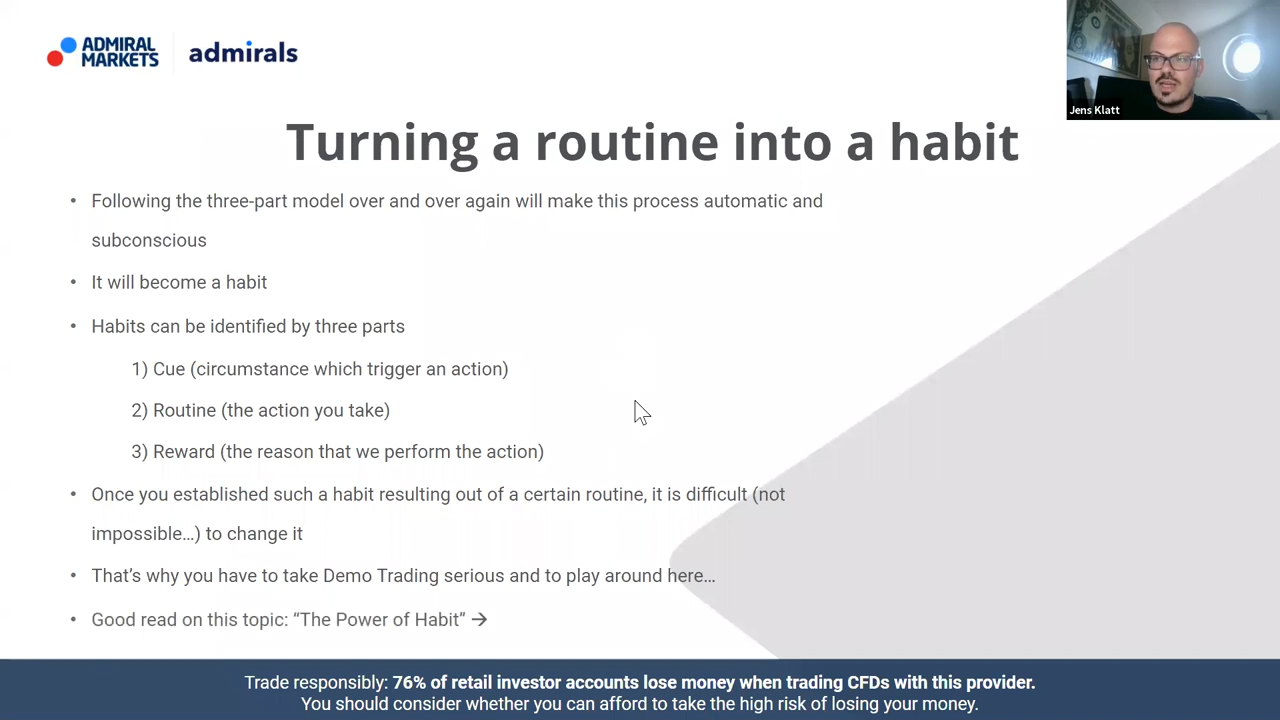 ADMIRAL
MARKETS
admirals
Jens Klatt
Turning a routine into a habit
• Following the three-part model over and over again will make this process automatic and
subconscious
• It will become a habit
• Habits can be identified by three parts
1) Cue (circumstance which trigger an action)
2) Routine (the action you take)
3) Reward (the reason that we perform the action)
• Once you established such a habit resulting out of a certain routine, it is difficult (not
impossible…) to change it
• That’s why you have to take Demo Trading serious and to play around here…
• Good read on this topic: “The Power of Habit” →
Trade responsibly: 76% of retail investor accounts lose money when trading CFDs with this provider.
You should consider whether you can afford to take the high risk of losing your money.